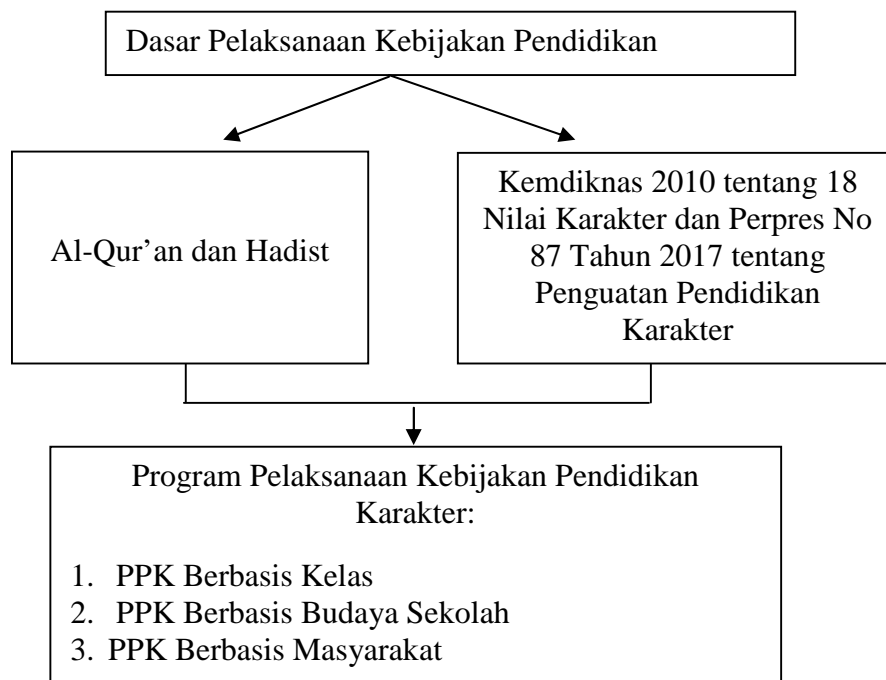 Dasar Pelaksanaan Kebijakan Pendidikan
Al-Qur’an dan Hadist
Kemdiknas 2010 tentang 18
Nilai Karakter dan Perpres No
87 Tahun 2017 tentang
Penguatan Pendidikan
Karakter
Program Pelaksanaan Kebijakan Pendidikan
Karakter:
1. PPK Berbasis Kelas
2. PPK Berbasis Budaya Sekolah
3. PPK Berbasis Masyarakat